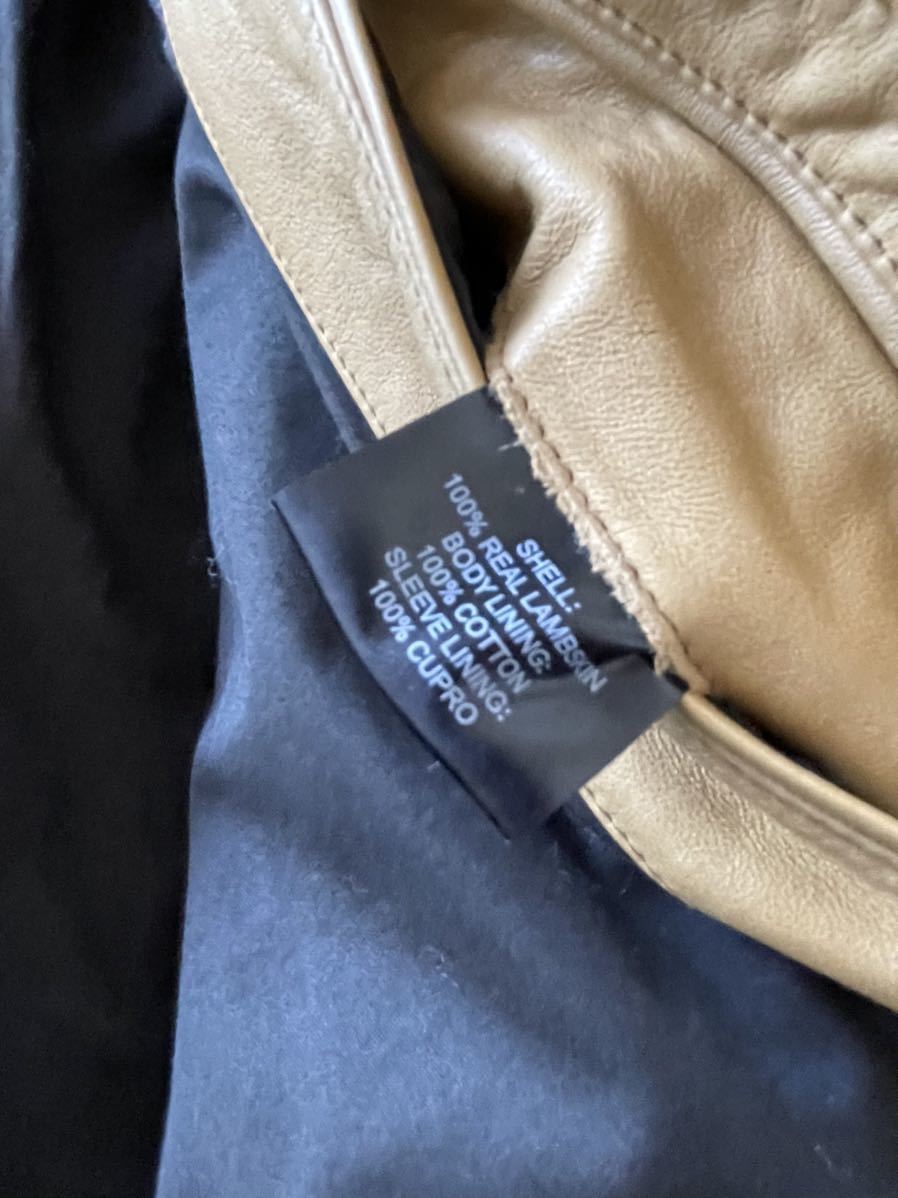 SHELL:
100% REAL LAMBSKIN
BODY LINING:
100% COTTON
SLEEVE LINING:
100% CUPRO